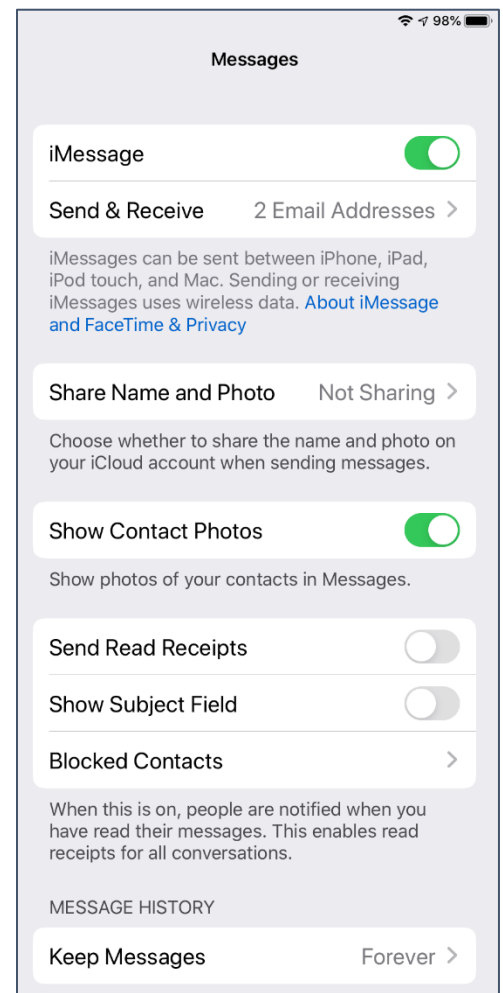 98%
Messages
iMessage
Send & Receive 2 Email Addresses >
iMessages can be sent between iPhone, iPad,
iPod touch, and Mac. Sending or receiving
iMessages uses wireless data. About iMessage
and FaceTime & Privacy
Share Name and Photo Not Sharing >
Choose whether to share the name and photo on
your iCloud account when sending messages.
Show Contact Photos
Show photos of your contacts in Messages.
Send Read Receipts
Show Subject Field
Blocked Contacts >
When this is on, people are notified when you
have read their messages. This enables read
receipts for all conversations.
MESSAGE HISTORY
Keep Messages Forever >